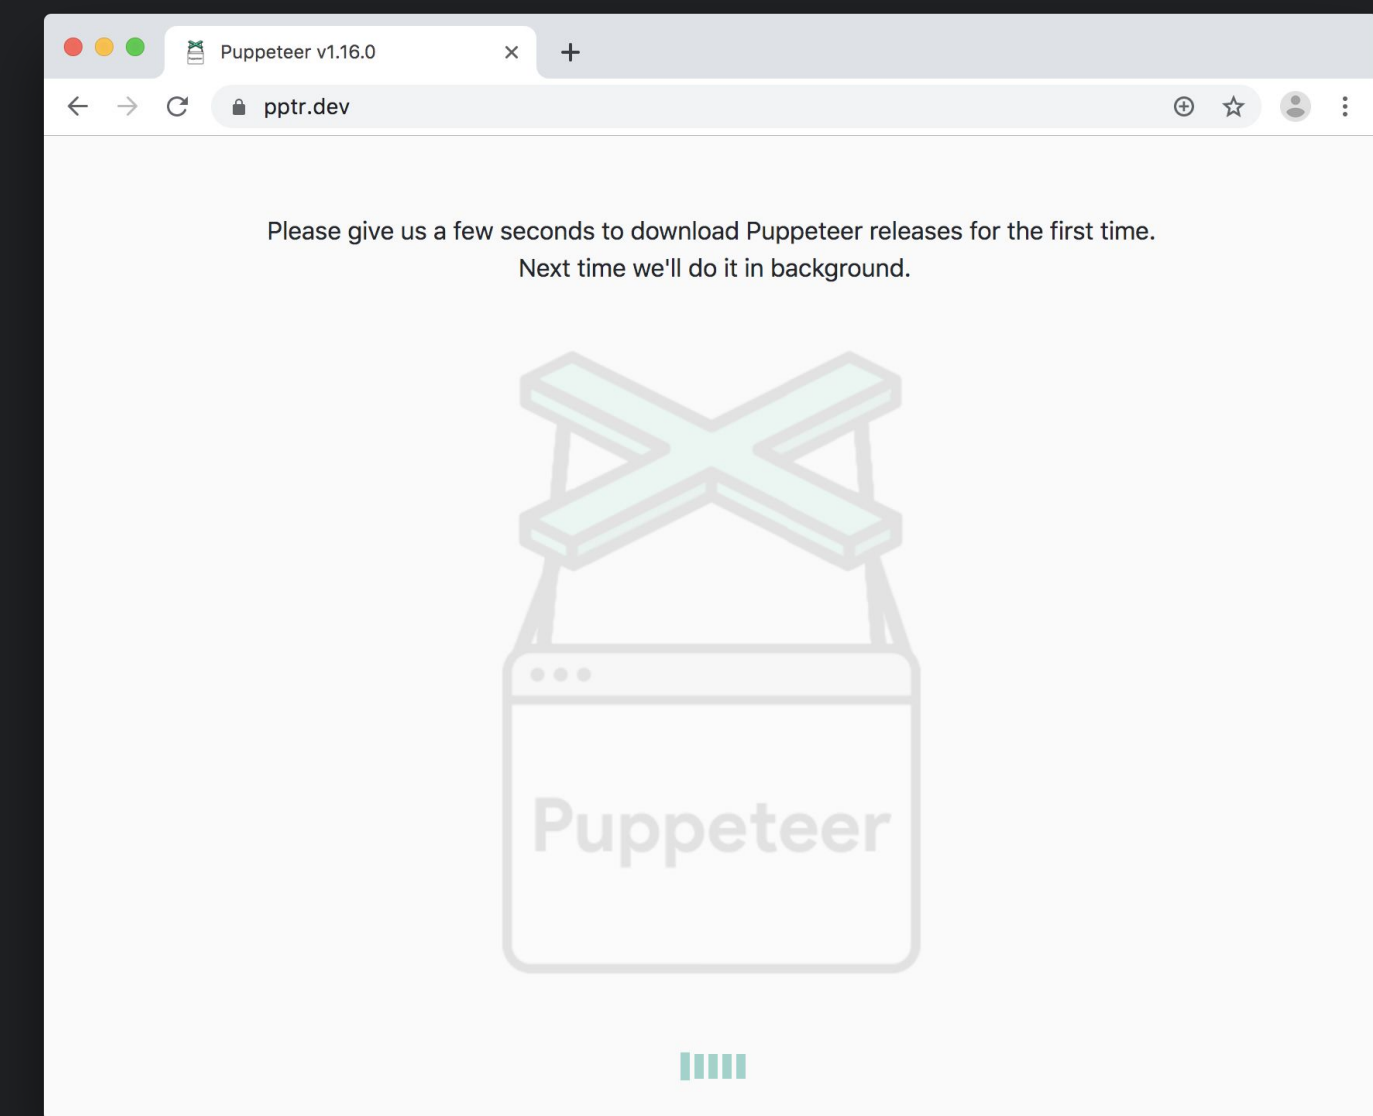 Puppeteer v1.16.0
pptr.dev
Please give us a few seconds to download Puppeteer releases for the first time.
Next time we'll do it in background.
Puppeteer